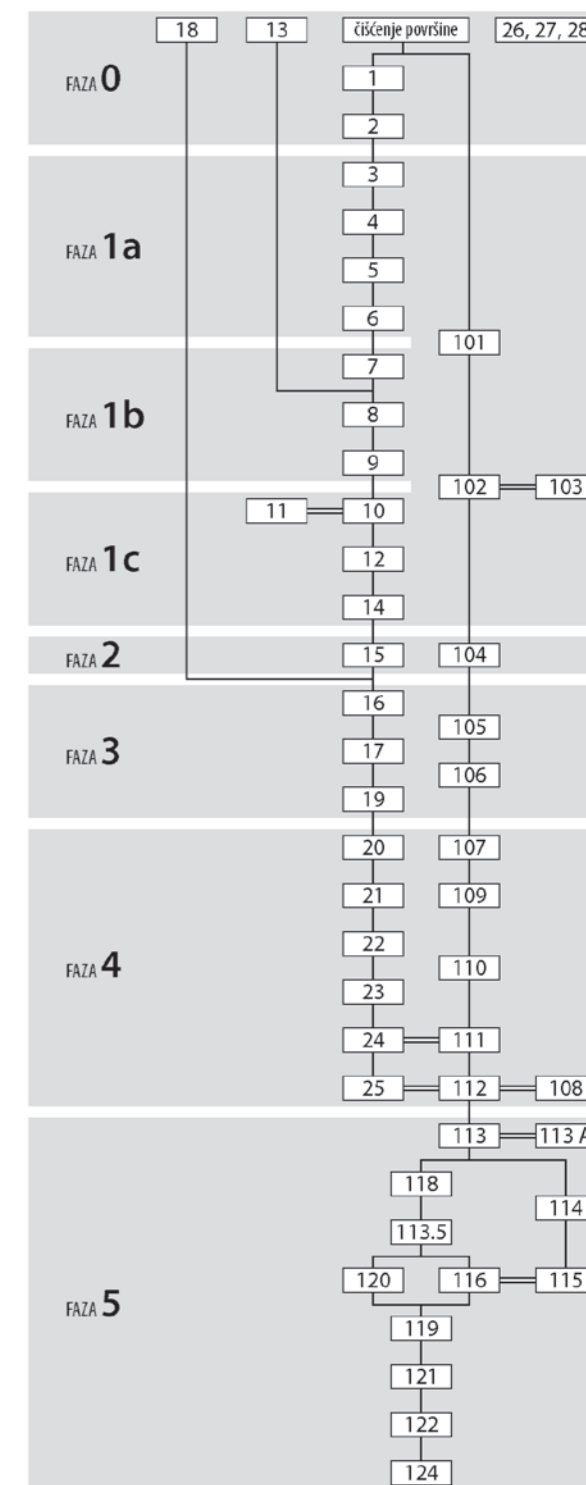 18 13 čišćenje površine 26, 27, 28
FAZA 0
1
2
3
4
FAZA 1a
5
6
101
7
FAZA 1b
8
9
102 103
11 10
FAZA 1c
12
14
FAZA 2 15 104
16
105
FAZA 3 17
106
19
20 107
21 109
22
FAZA 4 110
23
24 111
25 112 108
113 113 A
118
114
113.5
120 116 115
FAZA 5
119
121
122
124